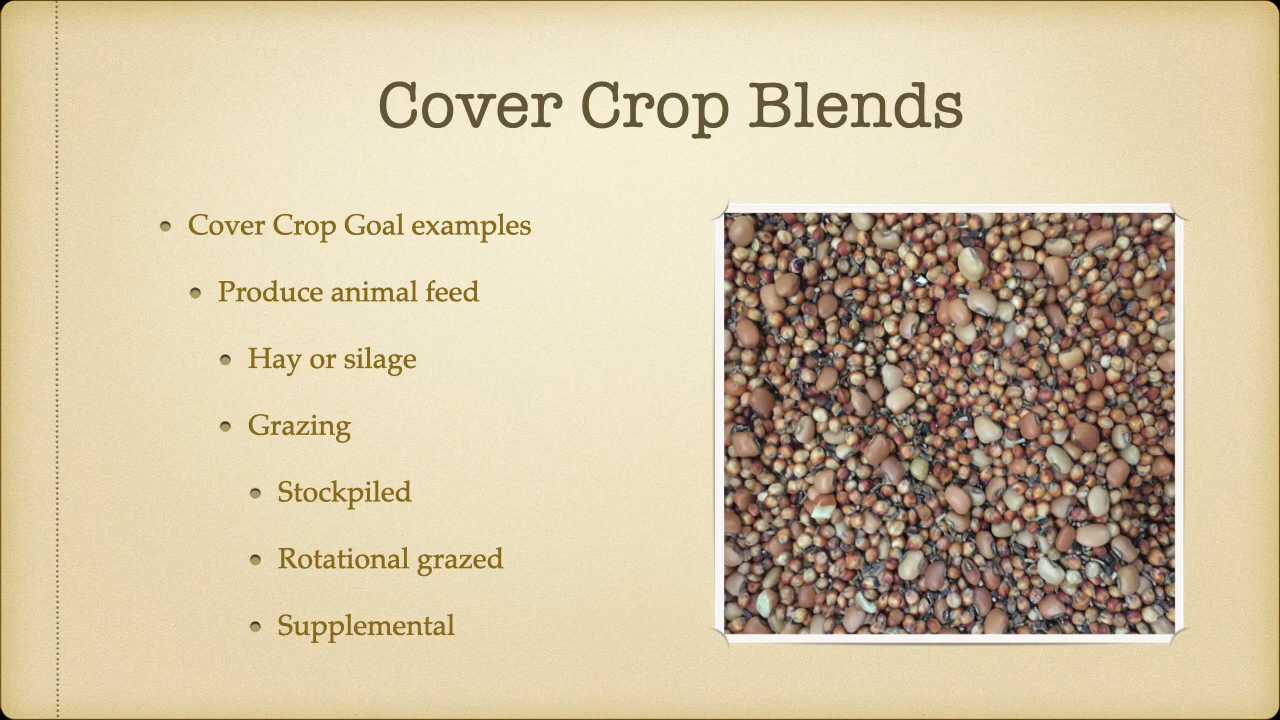 Cover Crop Blends
Cover Crop Goal examples
Produce animal feed
Hay or silage
Grazing
Stockpiled
Rotational grazed
Supplemental